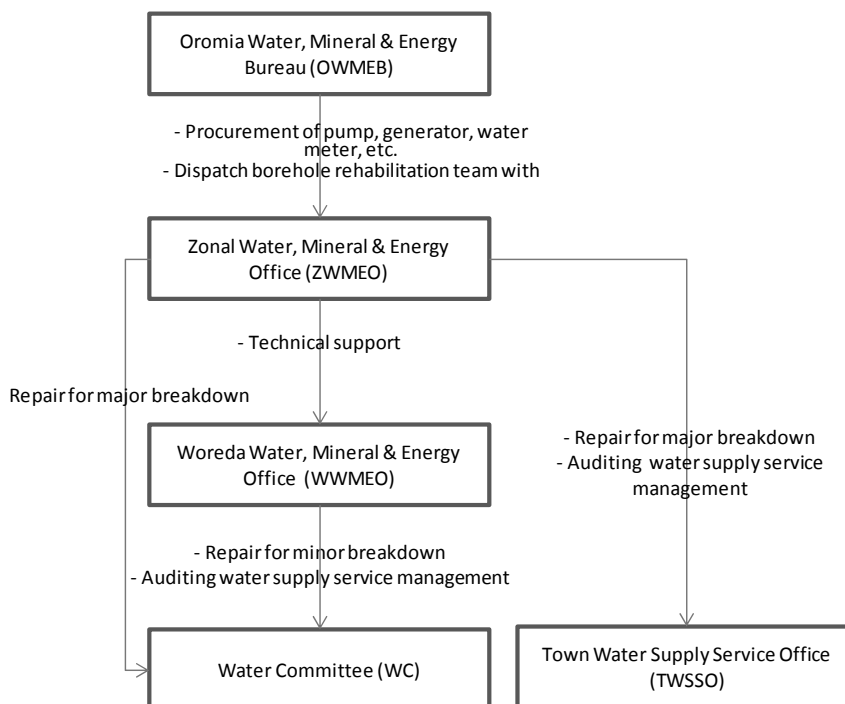 Oromia Water, Mineral & Energy
Bureau (OWMEB)
- Procurement of pump, generator, water
meter, etc.
- Dispatch borehole rehabilitation team with
Zonal Water, Mineral & Energy
Office (ZWMEO)
- Technical support
Repair for major breakdown
Woreda Water, Mineral & Energy
Office (WWMEO)
- Repair for major breakdown
- Auditing water supply service
management
- Repair for minor breakdown
- Auditing water supply service management
Water Committee (WC)
Town Water Supply Service Office
(TWSSO)